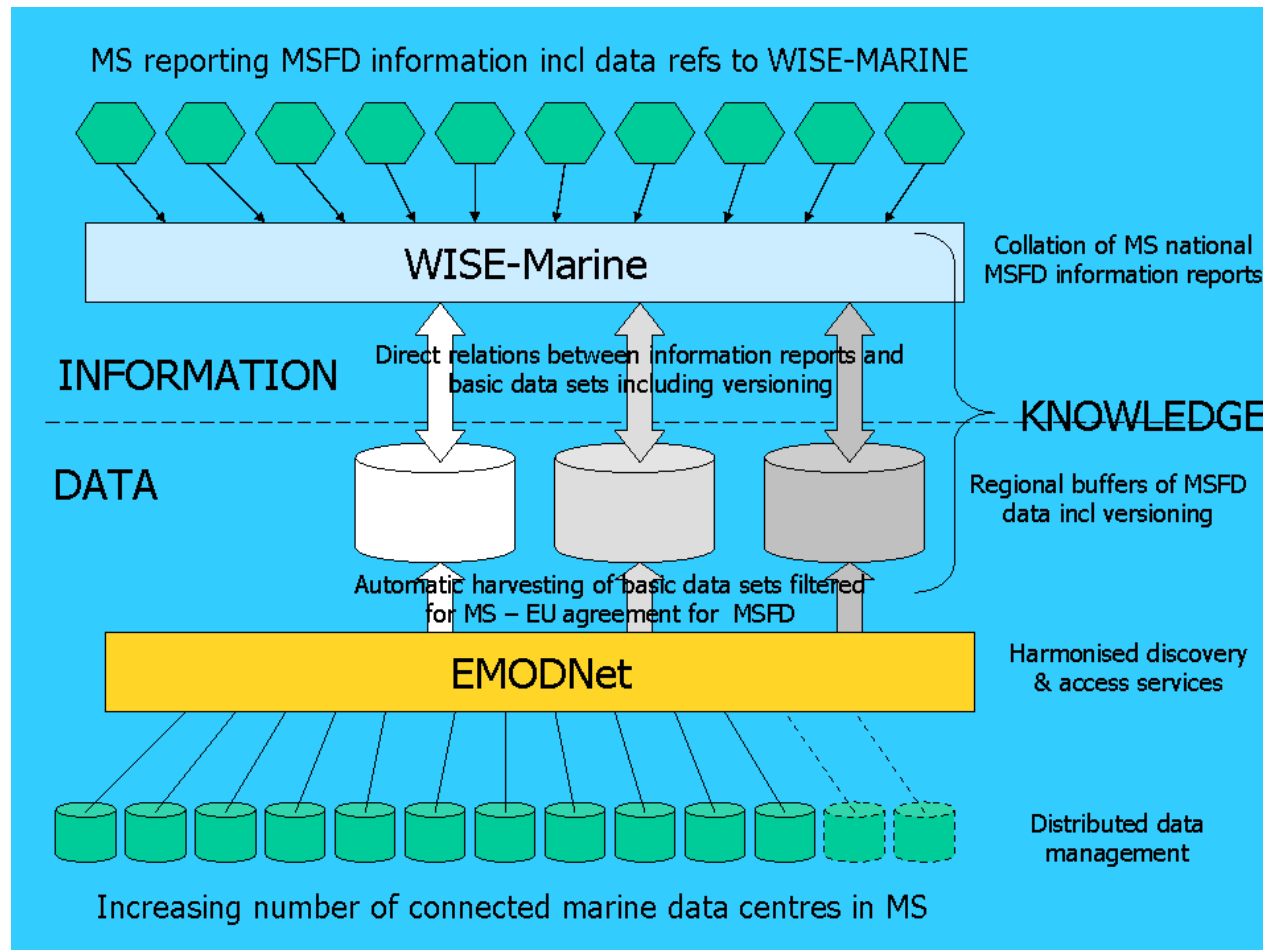 MS reporting MSFD information incl data refs to WISE-MARINE
WISE-Marine
Collation of MS national
MSFD information reports
Direct relations between information reports and
basic data sets including versioning
INFORMATION
KNOWLEDGE
DATA
Regional buffers of MSFD
data incl versioning
Automatic harvesting of basic data sets filtered
for MS – EU agreement for MSFD
EMODNet
Harmonised discovery
& access services
Distributed data
management
Increasing number of connected marine data centres in MS